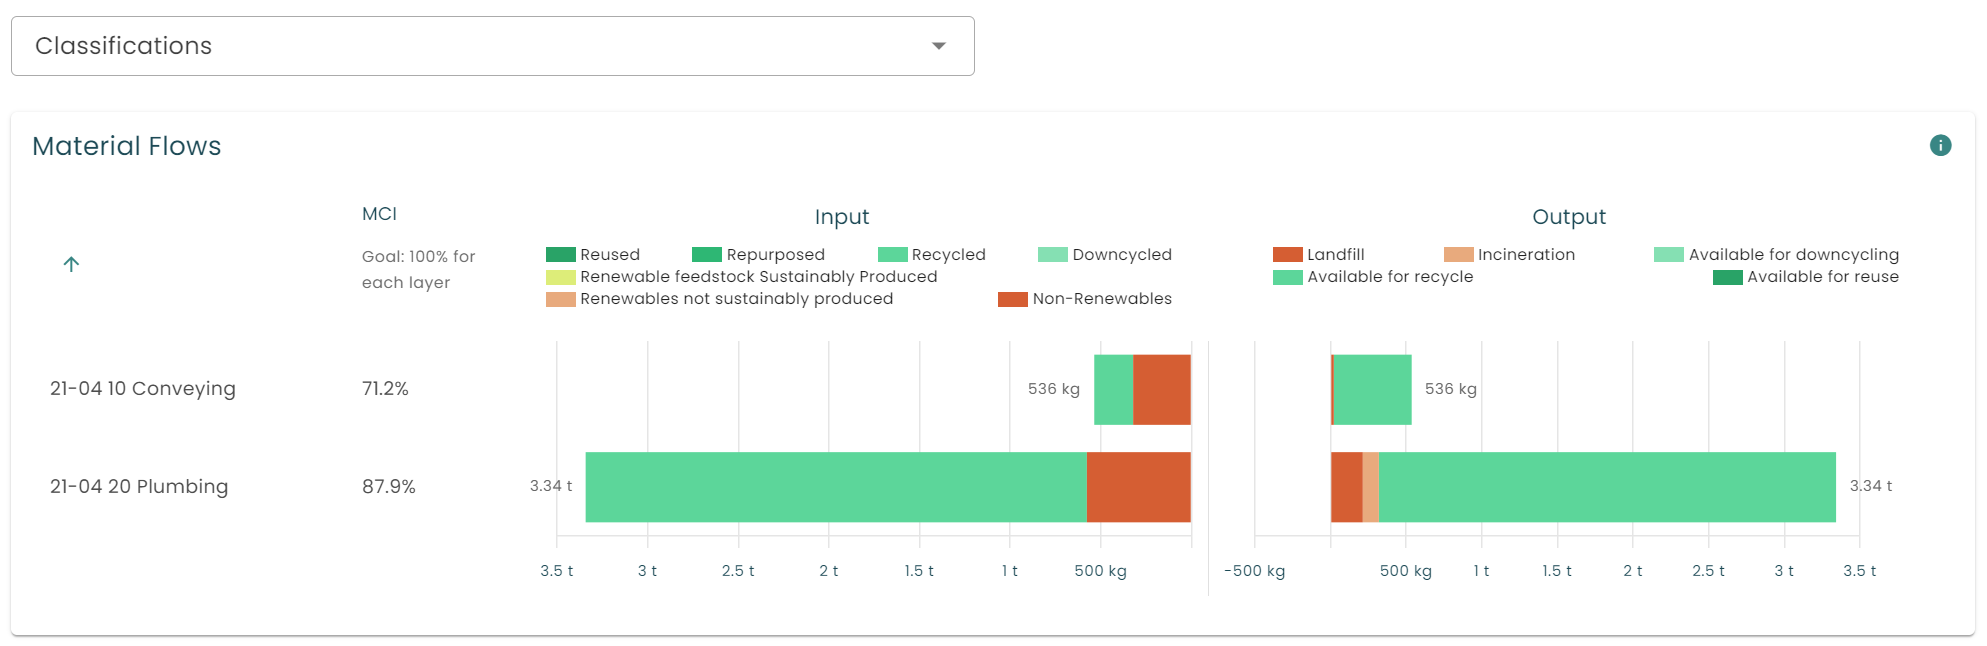 Classifications
Material Flows
MCI
Goal: 100% for
each layer
Input
Reused Repurposed Recycled Downcycled
Renewable feedstock Sustainably Produced
Renewables not sustainably produced Non-Renewables
Output
Landfill Incineration Available for downcycling
Available for recycle Available for reuse
21-04 10 Conveying 71.2% 536 kg 536 kg
21-04 20 Plumbing 87.9% 3.34 t 3.34 t
3.5 t 3 t 2.5 t 2 t 1.5 t 1 t 500 kg
-500 kg 500 kg 1 t 1.5 t 2 t 2.5 t 3 t 3.5 t